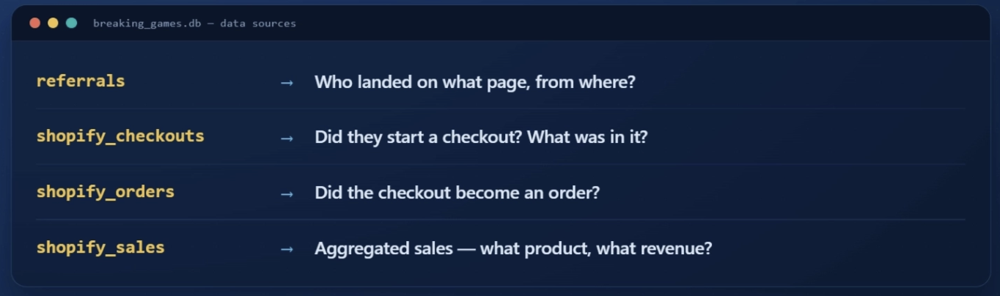 breaking_games.db — data sources
referrals → Who landed on what page, from where?
shopify_checkouts → Did they start a checkout? What was in it?
shopify_orders → Did the checkout become an order?
shopify_sales → Aggregated sales — what product, what revenue?